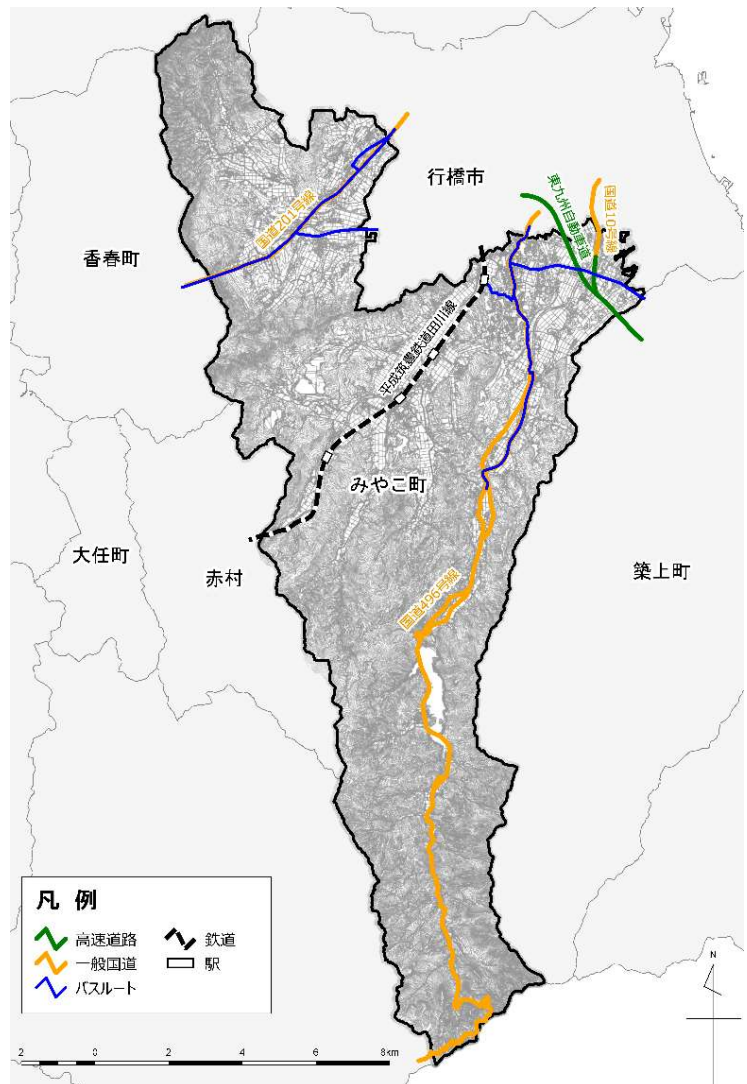 行橋市
東九州自動車道
国道10号線
国道201号線
香春町
平成筑豊鉄道田川線
みやこ町
大任町
赤村
築上町
国道496号線
凡 例
高速道路
鉄道
一般国道
駅
バスルート
N
2 0 2 4 6 8km